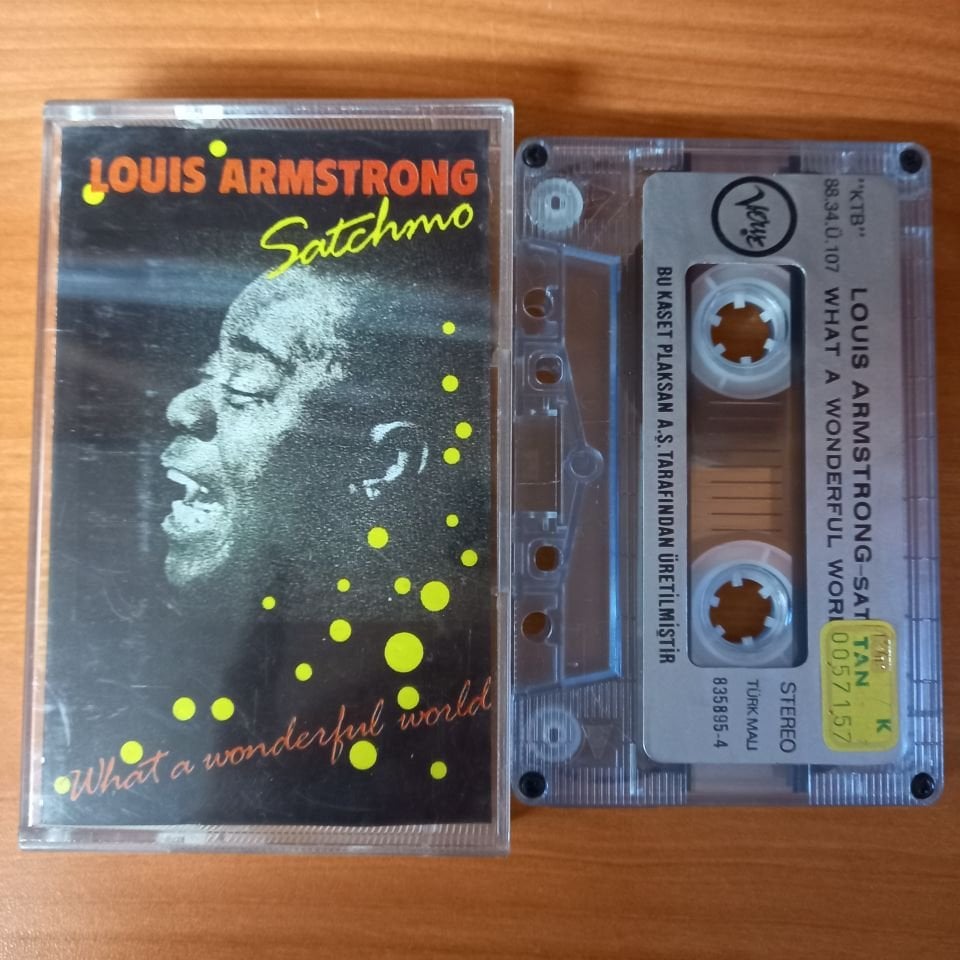 LOUIS ARMSTRONG
Satchmo
What a wonderful world
Verve
"KTB"
88.34.Ü.107
LOUIS ARMSTRONG-SAT
WHAT A WONDERFUL WORL
BU KASET PLAKSAN A.Ş. TARAFINDAN ÜRETİLMİŞTİR
STEREO
TÜRK MALI
835895-4
TAN
K
0057157